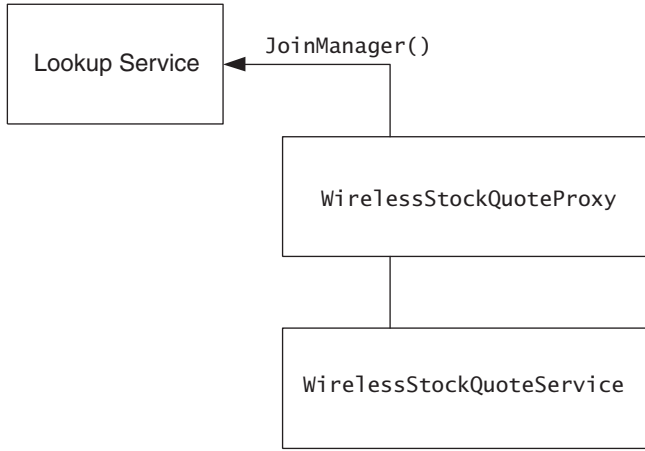 JoinManager()
Lookup Service
WirelessStockQuoteProxy
WirelessStockQuoteService